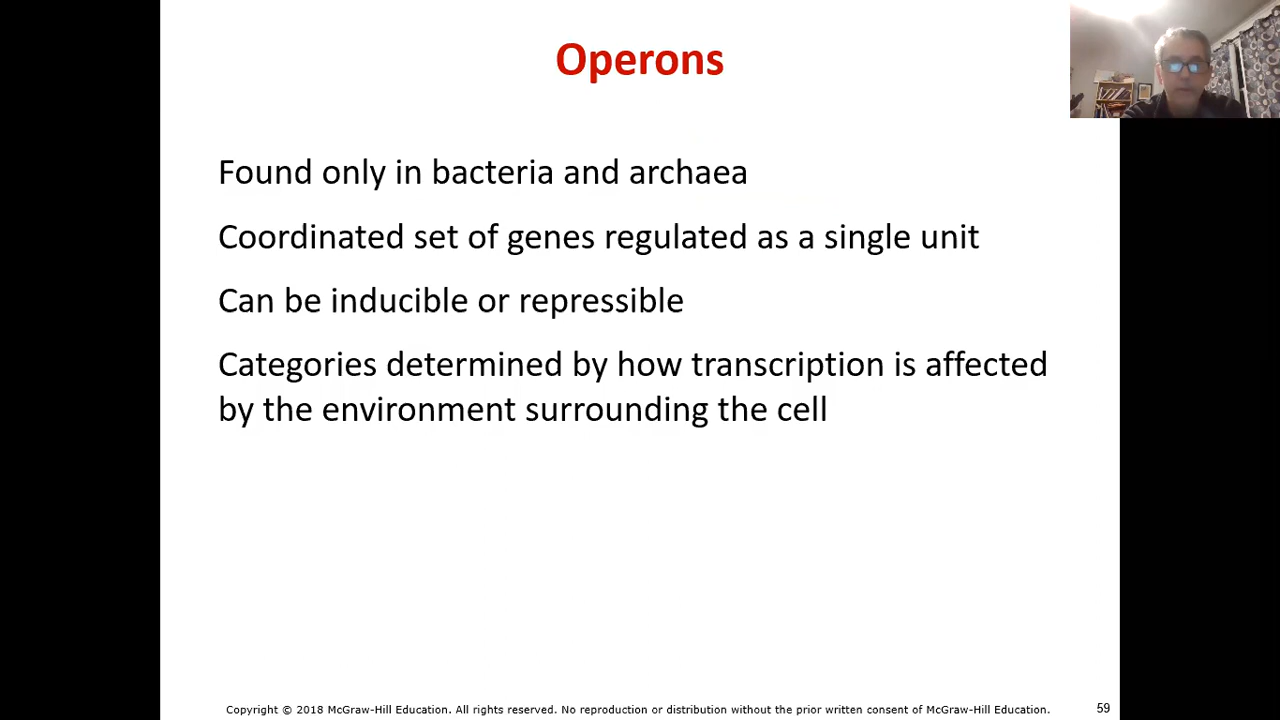 Operons
Found only in bacteria and archaea
Coordinated set of genes regulated as a single unit
Can be inducible or repressible
Categories determined by how transcription is affected
by the environment surrounding the cell
Copyright © 2018 McGraw-Hill Education. All rights reserved. No reproduction or distribution without the prior written consent of McGraw-Hill Education.
59